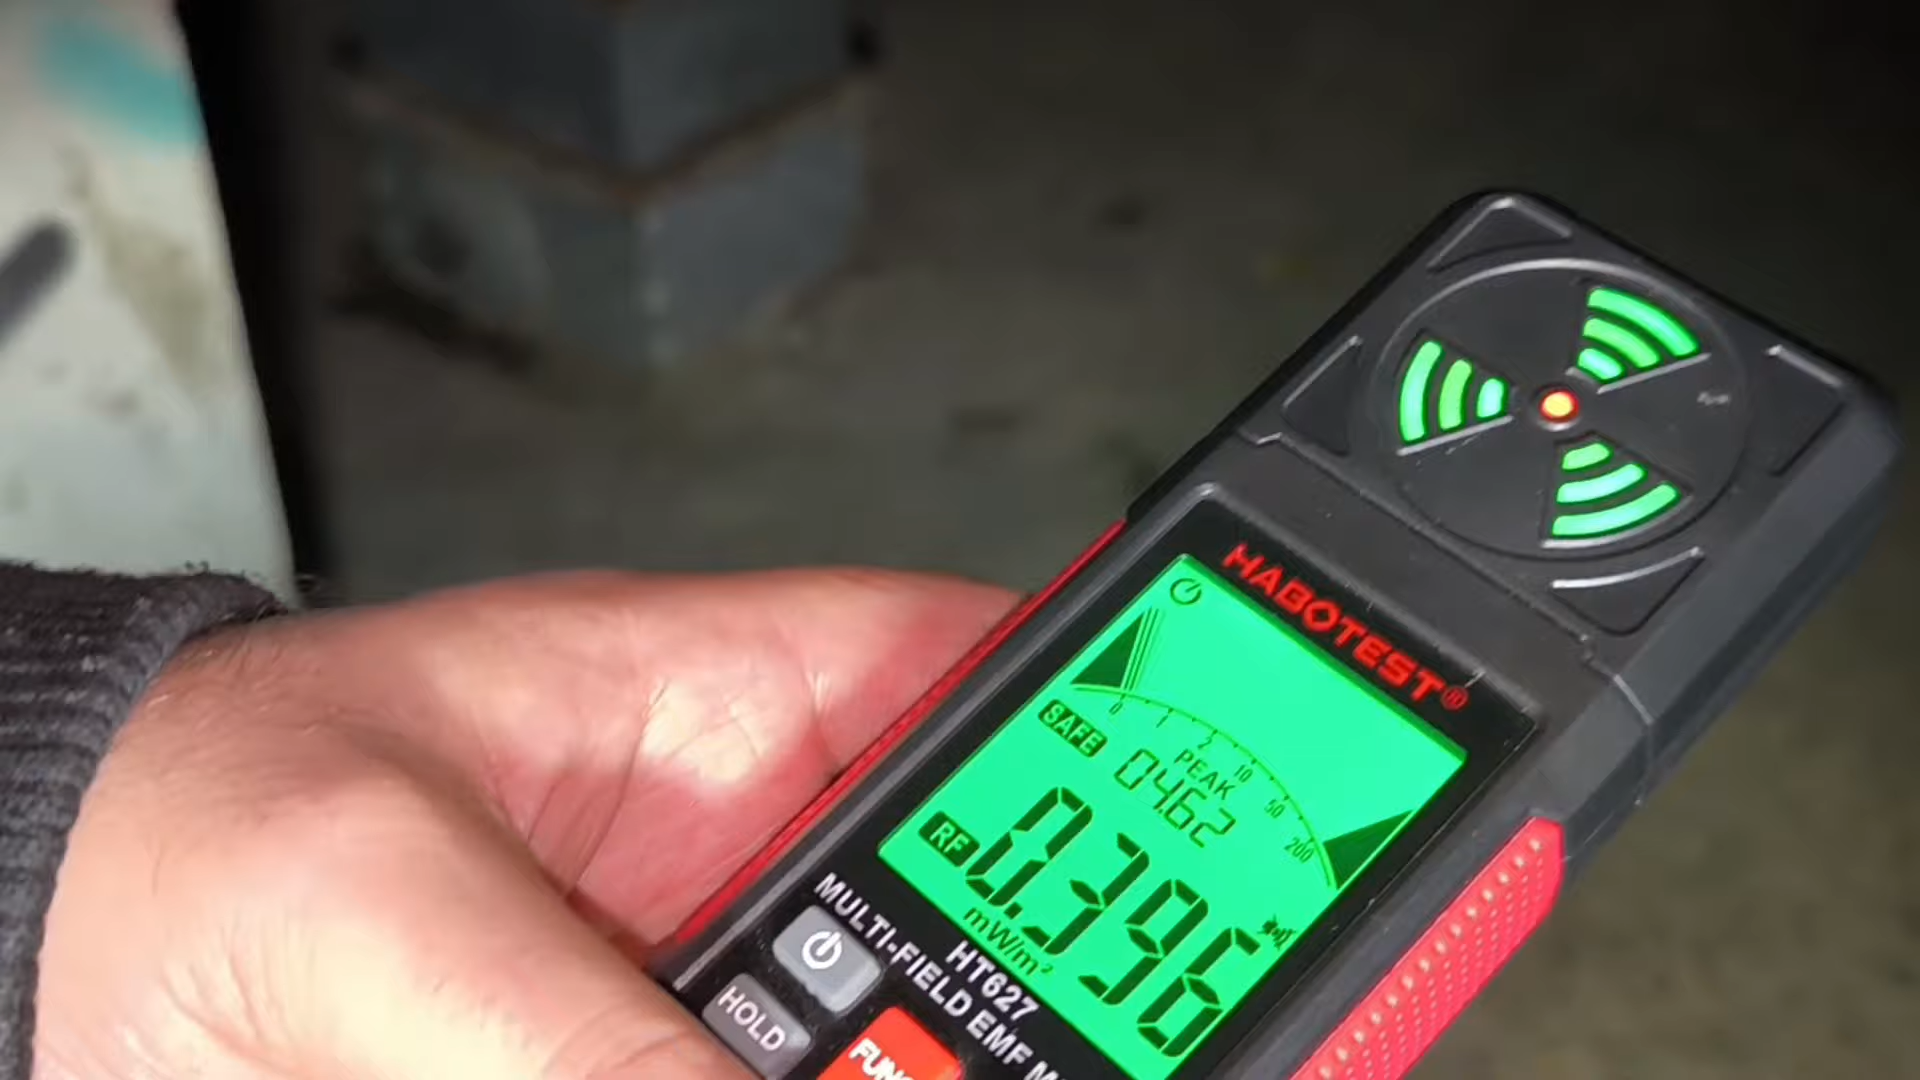 HABOTEST®
0 1 2 10 50 200
SAFE
PEAK
04.62
RF
0.396
mW/m²
HT627
MULTI-FIELD EMF
HOLD